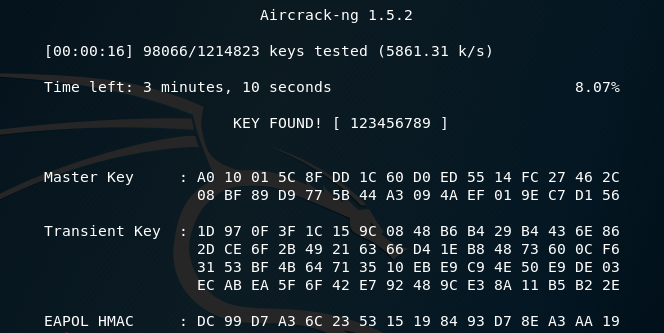 Aircrack-ng 1.5.2
[00:00:16] 98066/1214823 keys tested (5861.31 k/s)
Time left: 3 minutes, 10 seconds 8.07%
KEY FOUND! [ 123456789 ]
Master Key : A0 10 01 5C 8F DD 1C 60 D0 ED 55 14 FC 27 46 2C
08 BF 89 D9 77 5B 44 A3 09 4A EF 01 9E C7 D1 56
Transient Key : 1D 97 0F 3F 1C 15 9C 08 48 B6 B4 29 B4 43 6E 86
2D CE 6F 2B 49 21 63 66 D4 1E B8 48 73 60 0C F6
31 53 BF 4B 64 71 35 10 EB E9 C9 4E 50 E9 DE 03
EC AB EA 5F 6F 42 E7 92 48 9C E3 8A 11 B5 B2 2E
EAPOL HMAC : DC 99 D7 A3 6C 23 53 15 19 84 93 D7 8E A3 AA 19